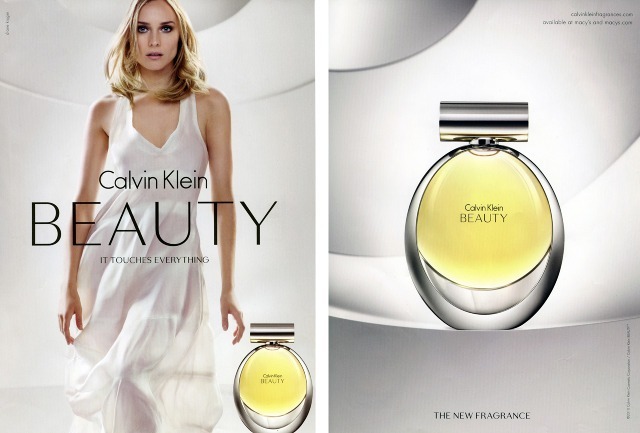 Calvin Klein
BEAUTY
IT TOUCHES EVERYTHING
Calvin Klein
BEAUTY
calvinkleinfragrances.com
available at macy's and macys.com
Calvin Klein
BEAUTY
THE NEW FRAGRANCE